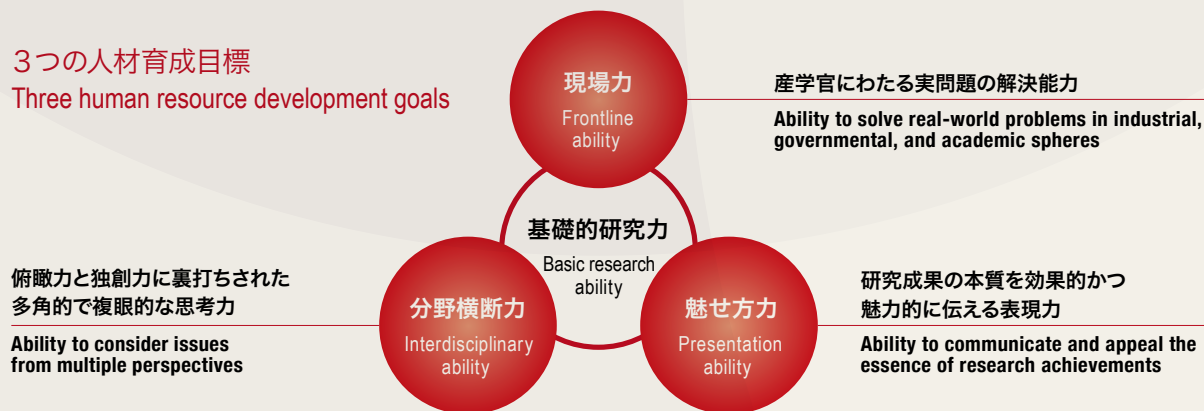 3つの人材育成目標
Three human resource development goals
現場力
Frontline
ability
産学官にわたる実問題の解決能力
Ability to solve real-world problems in industrial,
governmental, and academic spheres
基礎的研究力
Basic research
ability
俯瞰力と独創力に裏打ちされた
多角的で複眼的な思考力
Ability to consider issues
from multiple perspectives
分野横断力
Interdisciplinary
ability
魅せ方力
Presentation
ability
研究成果の本質を効果的かつ
魅力的に伝える表現力
Ability to communicate and appeal the
essence of research achievements